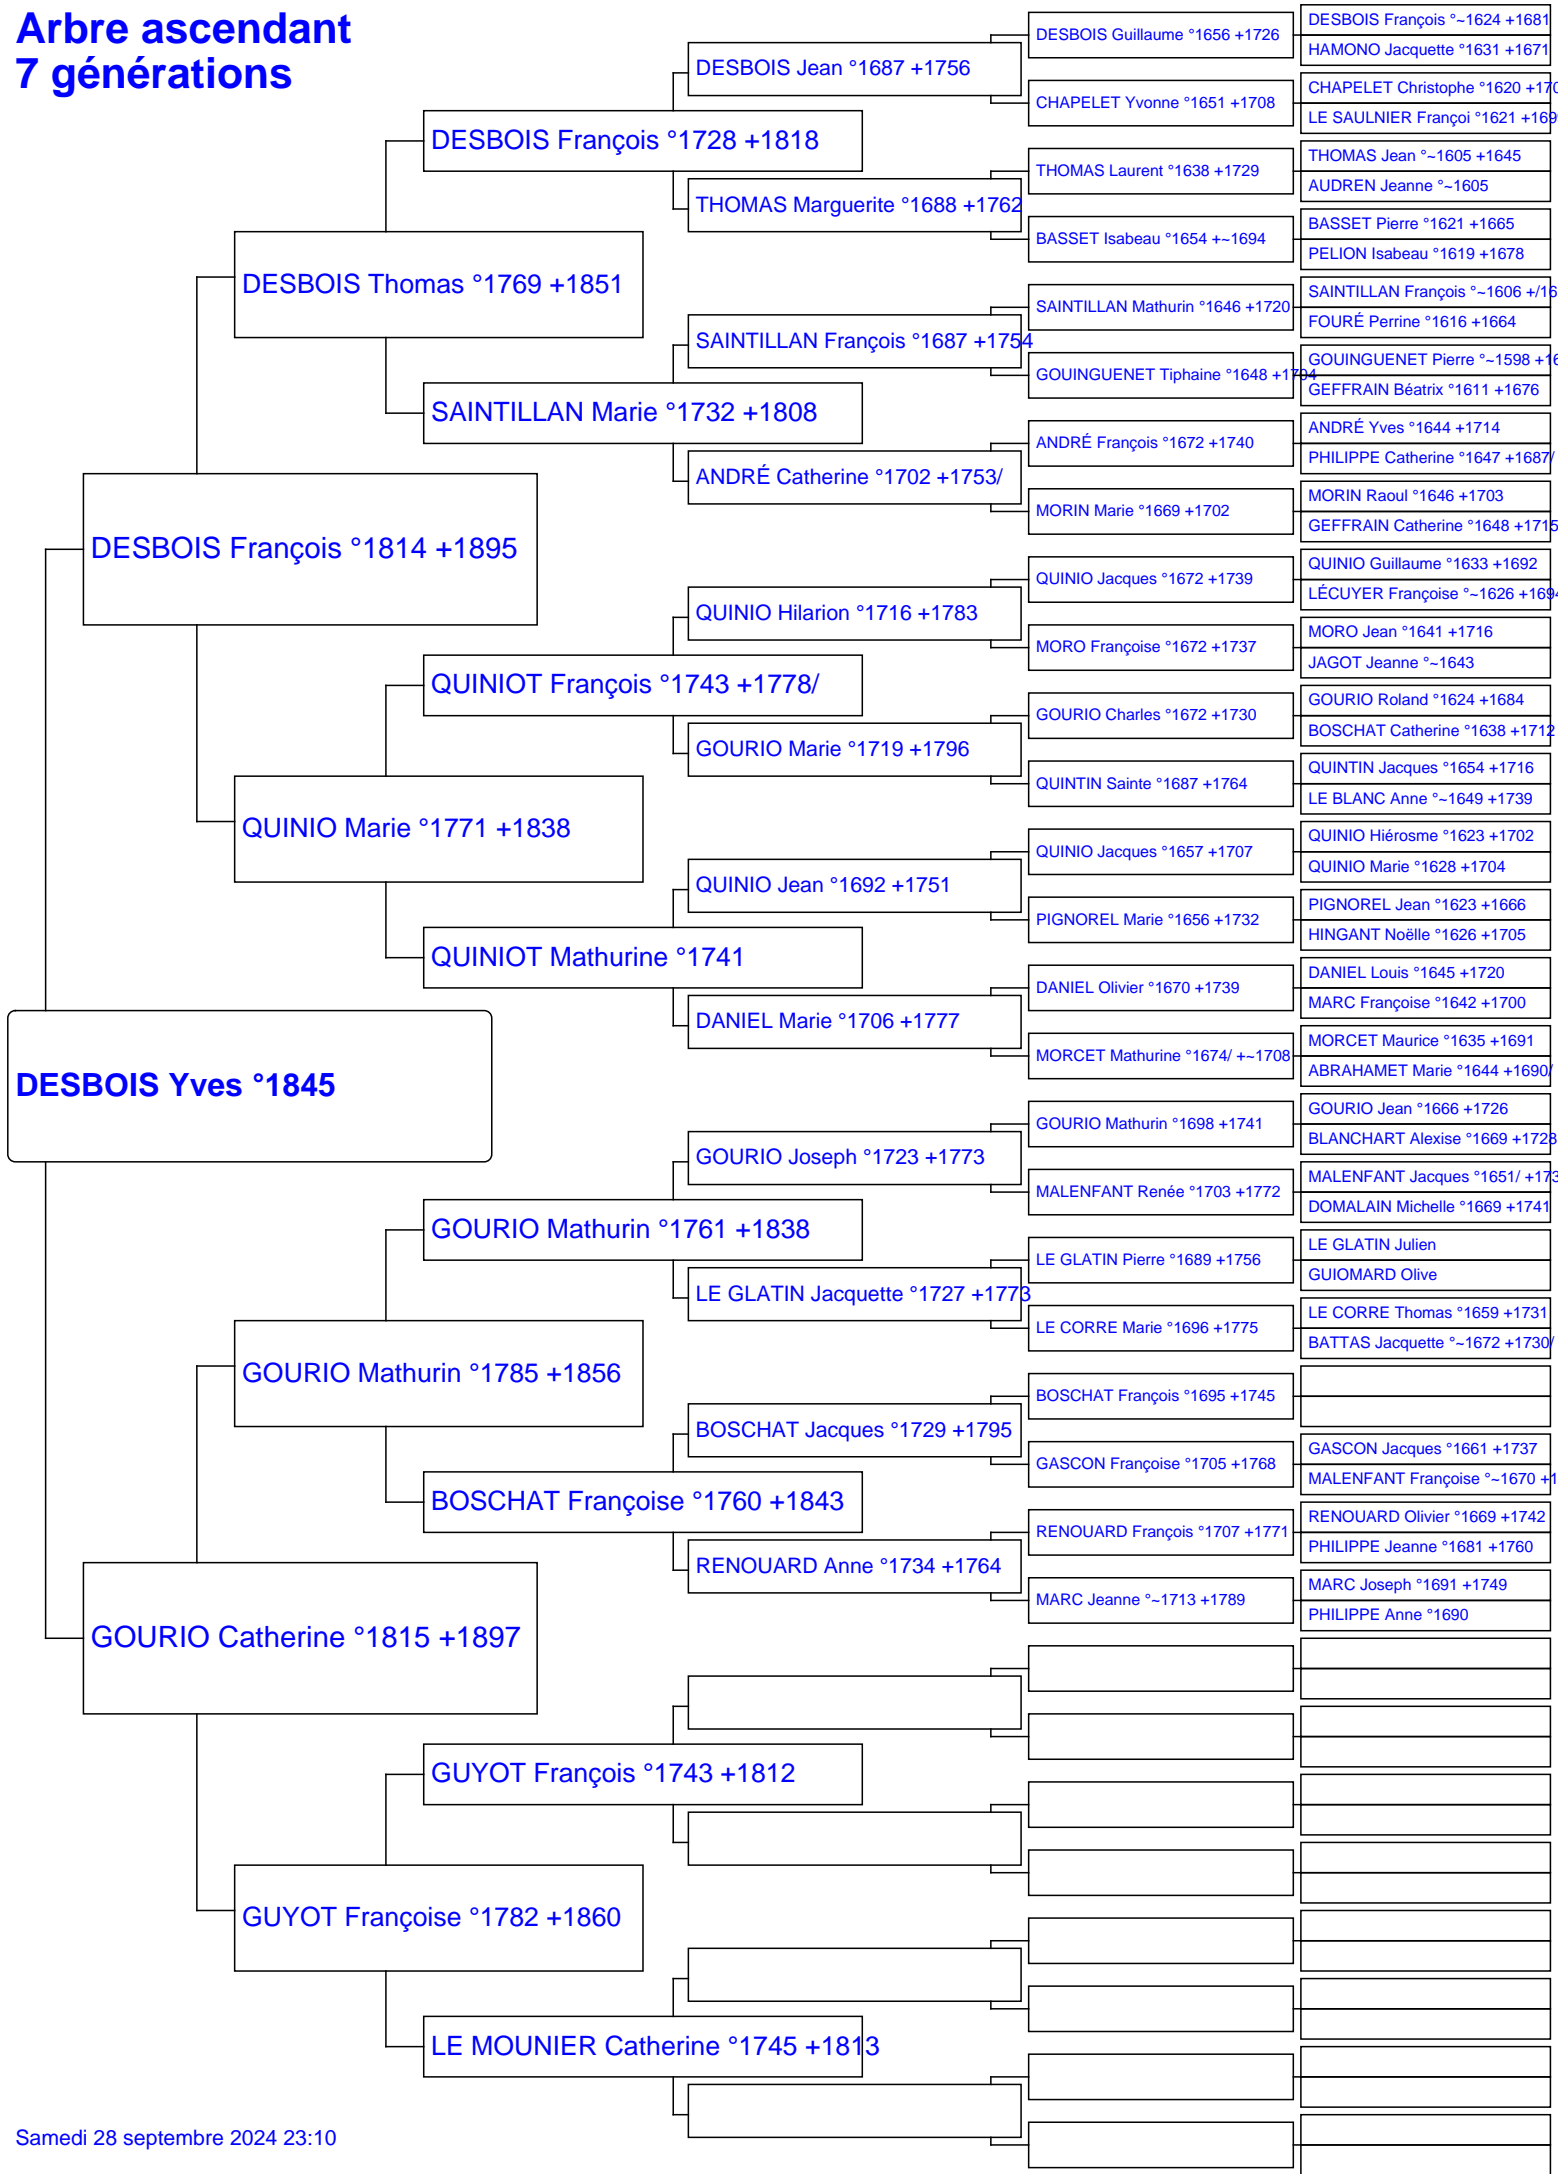 Arbre ascendant
7 générations
DESBOIS Yves °1845
DESBOIS François °1814 +1895
GOURIO Catherine °1815 +1897
DESBOIS Thomas °1769 +1851
QUINIO Marie °1771 +1838
GOURIO Mathurin °1785 +1856
GUYOT Françoise °1782 +1860
DESBOIS François °1728 +1818
SAINTILLAN Marie °1732 +1808
QUINIOT François °1743 +1778/
QUINIOT Mathurine °1741
GOURIO Mathurin °1761 +1838
BOSCHAT Françoise °1760 +1843
GUYOT François °1743 +1812
LE MOUNIER Catherine °1745 +1813
DESBOIS Jean °1687 +1756
THOMAS Marguerite °1688 +1762
SAINTILLAN François °1687 +1754
ANDRÉ Catherine °1702 +1753/
QUINIO Hilarion °1716 +1783
GOURIO Marie °1719 +1796
QUINIO Jean °1692 +1751
DANIEL Marie °1706 +1777
GOURIO Joseph °1723 +1773
LE GLATIN Jacquette °1727 +1773
BOSCHAT Jacques °1729 +1795
RENOUARD Anne °1734 +1764
DESBOIS Guillaume °1656 +1726
CHAPELET Yvonne °1651 +1708
THOMAS Laurent °1638 +1729
BASSET Isabeau °1654 +~1694
SAINTILLAN Mathurin °1646 +1720
GOUINGUENET Tiphaine °1648 +1704
ANDRÉ François °1672 +1740
MORIN Marie °1669 +1702
QUINIO Jacques °1672 +1739
MORO Françoise °1672 +1737
GOURIO Charles °1672 +1730
QUINTIN Sainte °1687 +1764
QUINIO Jacques °1657 +1707
PIGNOREL Marie °1656 +1732
DANIEL Olivier °1670 +1739
MORCET Mathurine °1674/ +~1708
GOURIO Mathurin °1698 +1741
MALENFANT Renée °1703 +1772
LE GLATIN Pierre °1689 +1756
LE CORRE Marie °1696 +1775
BOSCHAT François °1695 +1745
GASCON Françoise °1705 +1768
RENOUARD François °1707 +1771
MARC Jeanne °~1713 +1789
DESBOIS François °~1624 +1681
HAMONO Jacquette °1631 +1671
CHAPELET Christophe °1620 +170
LE SAULNIER Françoi °1621 +169
THOMAS Jean °~1605 +1645
AUDREN Jeanne °~1605
BASSET Pierre °1621 +1665
PELION Isabeau °1619 +1678
SAINTILLAN François °~1606 +/16
FOURÉ Perrine °1616 +1664
GOUINGUENET Pierre °~1598 +16
GEFFRAIN Béatrix °1611 +1676
ANDRÉ Yves °1644 +1714
PHILIPPE Catherine °1647 +1687/
MORIN Raoul °1646 +1703
GEFFRAIN Catherine °1648 +1715
QUINIO Guillaume °1633 +1692
LÉCUYER Françoise °~1626 +1694
MORO Jean °1641 +1716
JAGOT Jeanne °~1643
GOURIO Roland °1624 +1684
BOSCHAT Catherine °1638 +1712
QUINTIN Jacques °1654 +1716
LE BLANC Anne °~1649 +1739
QUINIO Hiérosme °1623 +1702
QUINIO Marie °1628 +1704
PIGNOREL Jean °1623 +1666
HINGANT Noëlle °1626 +1705
DANIEL Louis °1645 +1720
MARC Françoise °1642 +1700
MORCET Maurice °1635 +1691
ABRAHAMET Marie °1644 +1690/
GOURIO Jean °1666 +1726
BLANCHART Alexise °1669 +1728
MALENFANT Jacques °1651/ +173
DOMALAIN Michelle °1669 +1741
LE GLATIN Julien
GUIOMARD Olive
LE CORRE Thomas °1659 +1731
BATTAS Jacquette °~1672 +1730/
GASCON Jacques °1661 +1737
MALENFANT Françoise °~1670 +1
RENOUARD Olivier °1669 +1742
PHILIPPE Jeanne °1681 +1760
MARC Joseph °1691 +1749
PHILIPPE Anne °1690
Samedi 28 septembre 2024 23:10